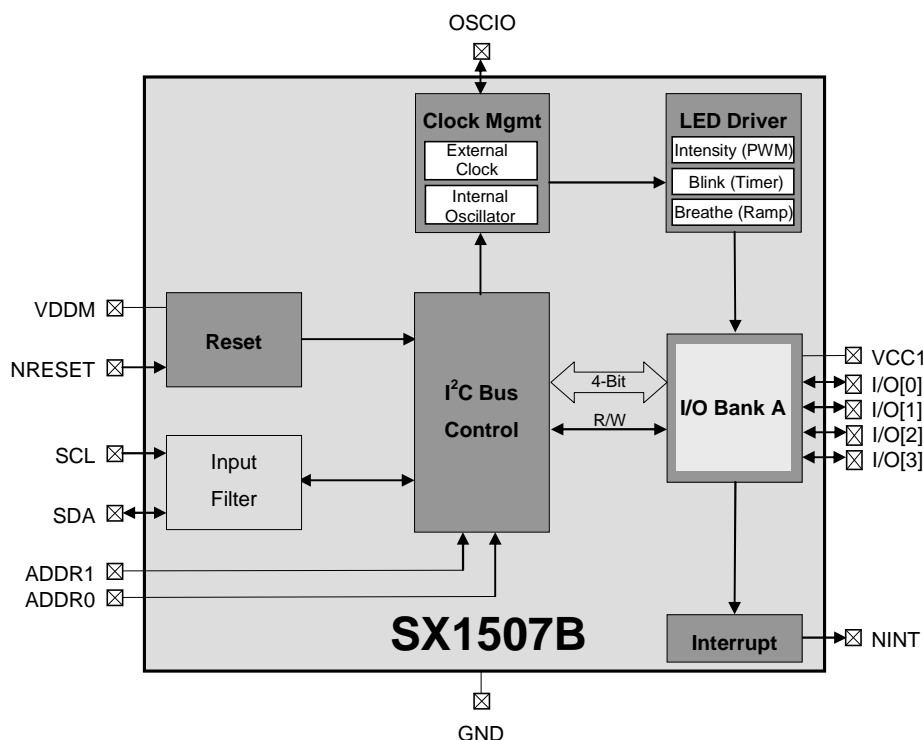 OSCIO
Clock Mgmt
External
Clock
Internal
Oscillator
LED Driver
Intensity (PWM)
Blink (Timer)
Breathe (Ramp)
VDDM
NRESET
Reset
SCL
SDA
Input
Filter
ADDR1
ADDR0
I²C Bus
Control
4-Bit
R/W
I/O Bank A
VCC1
I/O[0]
I/O[1]
I/O[2]
I/O[3]
SX1507B
Interrupt
NINT
GND